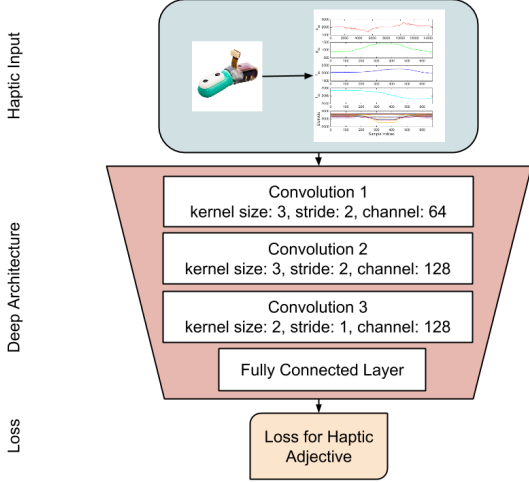 Haptic Input
Sample Indices
Deep Architecture
Convolution 1
kernel size: 3, stride: 2, channel: 64
Convolution 2
kernel size: 3, stride: 2, channel: 128
Convolution 3
kernel size: 2, stride: 1, channel: 128
Fully Connected Layer
Loss
Loss for Haptic
Adjective